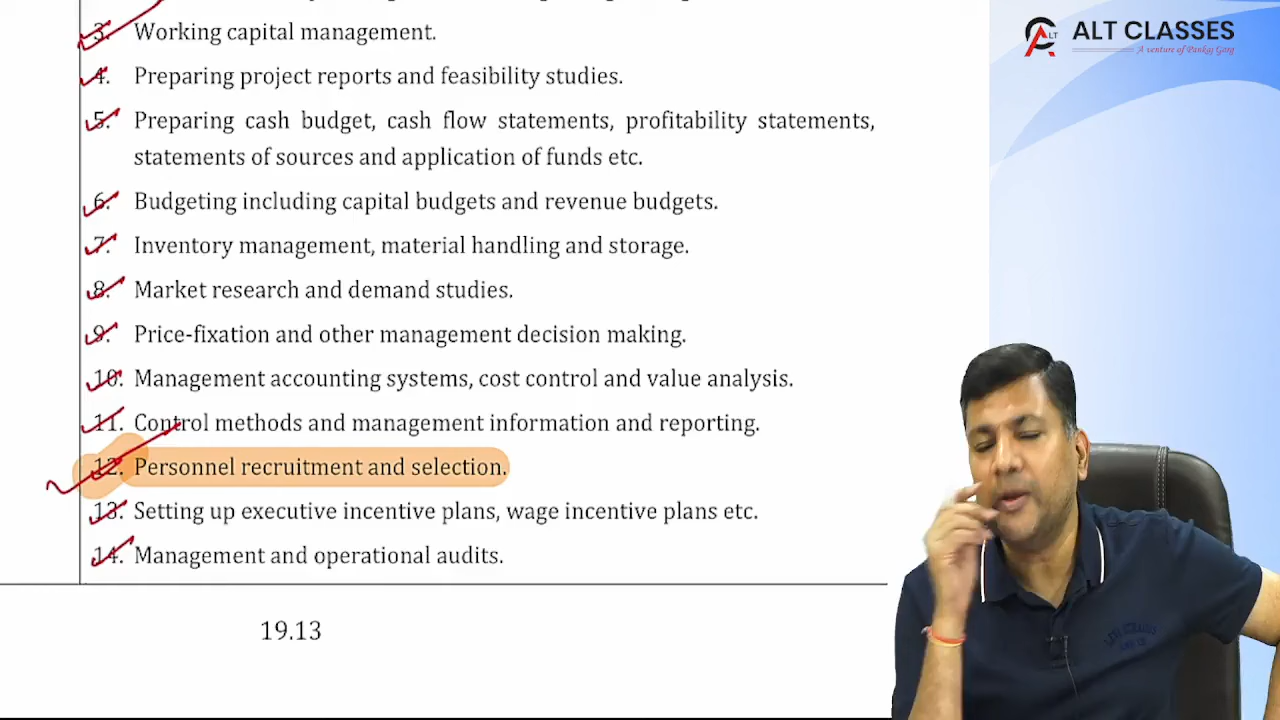 3. Working capital management.
4. Preparing project reports and feasibility studies.
5. Preparing cash budget, cash flow statements, profitability statements,
statements of sources and application of funds etc.
6. Budgeting including capital budgets and revenue budgets.
7. Inventory management, material handling and storage.
8. Market research and demand studies.
9. Price-fixation and other management decision making.
10. Management accounting systems, cost control and value analysis.
11. Control methods and management information and reporting.
12. Personnel recruitment and selection.
13. Setting up executive incentive plans, wage incentive plans etc.
14. Management and operational audits.
19.13
ALT
ALT CLASSES
A venture of Pankaj Garg